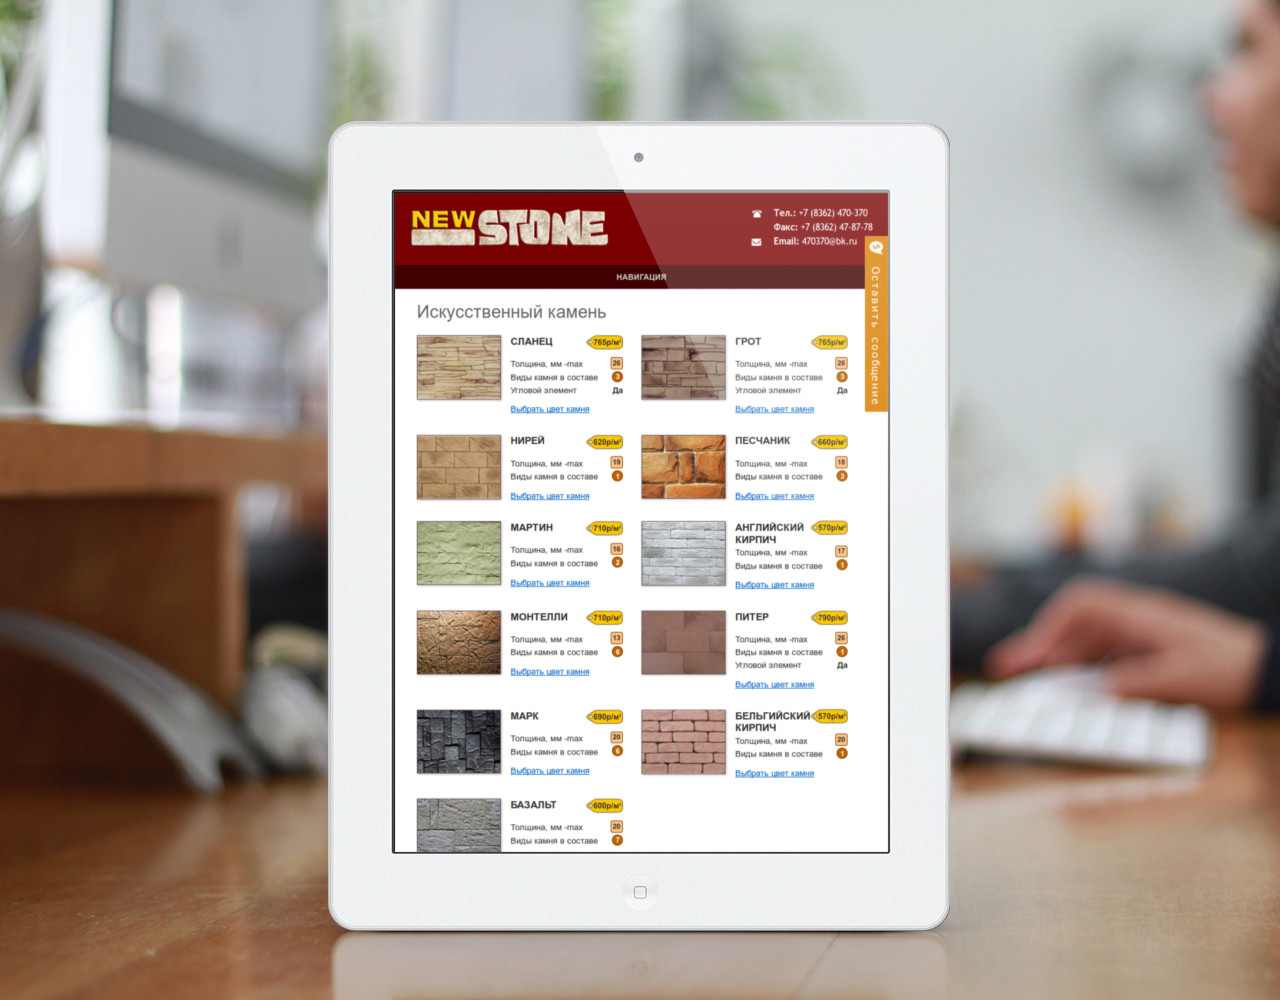 NEW STONE
Тел.: +7 (8362) 470-370
Факс: +7 (8362) 47-87-78
Email: 470370@bk.ru
НАВИГАЦИЯ
Оставить сообщение
Искусственный камень
СЛАНЕЦ 765р/м²
Толщина, мм -max 26
Виды камня в составе 3
Угловой элемент Да
Выбрать цвет камня
ГРОТ 765р/м²
Толщина, мм -max 26
Виды камня в составе 3
Угловой элемент Да
Выбрать цвет камня
НИРЕЙ 620р/м²
Толщина, мм -max 19
Виды камня в составе 1
Выбрать цвет камня
ПЕСЧАНИК 660р/м²
Толщина, мм -max 18
Виды камня в составе 3
Выбрать цвет камня
МАРТИН 710р/м²
Толщина, мм -max 16
Виды камня в составе 2
Выбрать цвет камня
АНГЛИЙСКИЙ 570р/м²
КИРПИЧ
Толщина, мм -max 17
Виды камня в составе 1
Выбрать цвет камня
МОНТЕЛЛИ 710р/м²
Толщина, мм -max 13
Виды камня в составе 6
Выбрать цвет камня
ПИТЕР 790р/м²
Толщина, мм -max 26
Виды камня в составе 1
Угловой элемент Да
Выбрать цвет камня
МАРК 690р/м²
Толщина, мм -max 20
Виды камня в составе 6
Выбрать цвет камня
БЕЛЬГИЙСКИЙ 570р/м²
КИРПИЧ
Толщина, мм -max 20
Виды камня в составе 1
Выбрать цвет камня
БАЗАЛЬТ 600р/м²
Толщина, мм -max 20
Виды камня в составе 7